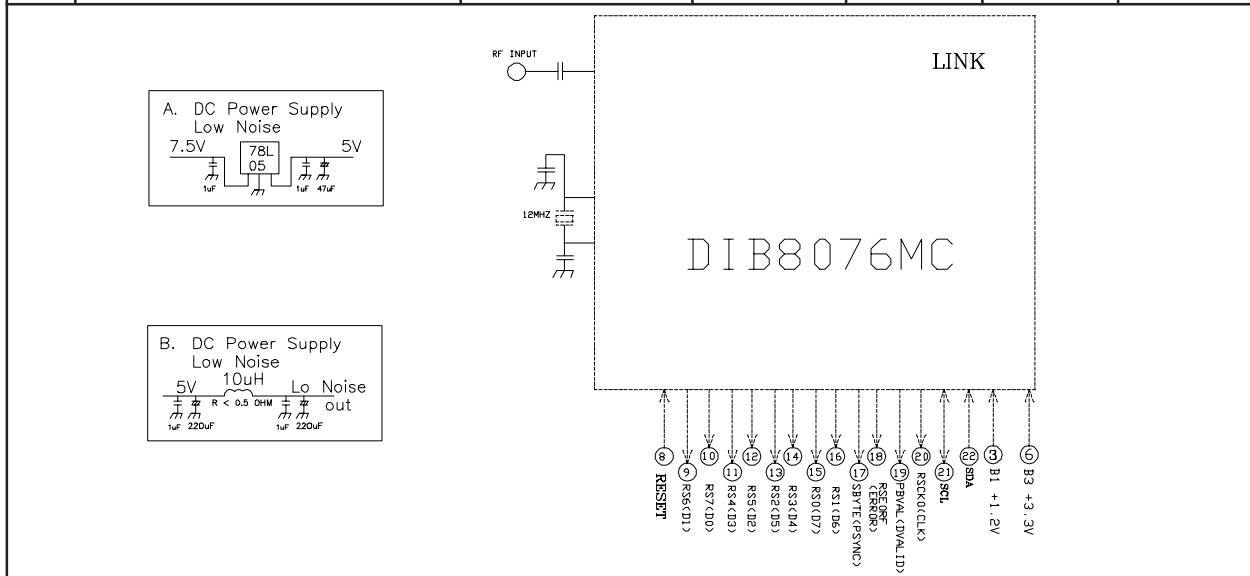 RF INPUT
LINK
A. DC Power Supply
Low Noise
7.5V
78L
05
5V
1uF
1uF
47uF
12MHZ
DIB8076MC
B. DC Power Supply
Low Noise
10uH
5V
Lo Noise
out
R < 0.5 OHM
1uF
220uF
1uF
220uF
8
RESET
9
RS6(D1)
10
RS7(D0)
11
RS4(D3)
12
RS5(D2)
13
RS2(D5)
14
RS3(D4)
15
RS0(D7)
16
RS1(D6)
17
SBYTE(PSYNC)
18
RSEORF
(ERROR)
19
PBVAL(DVALID)
20
RSCKO(CLK)
21
SCL
22
SDA
3
B1 +1.2V
6
B3 +3.3V